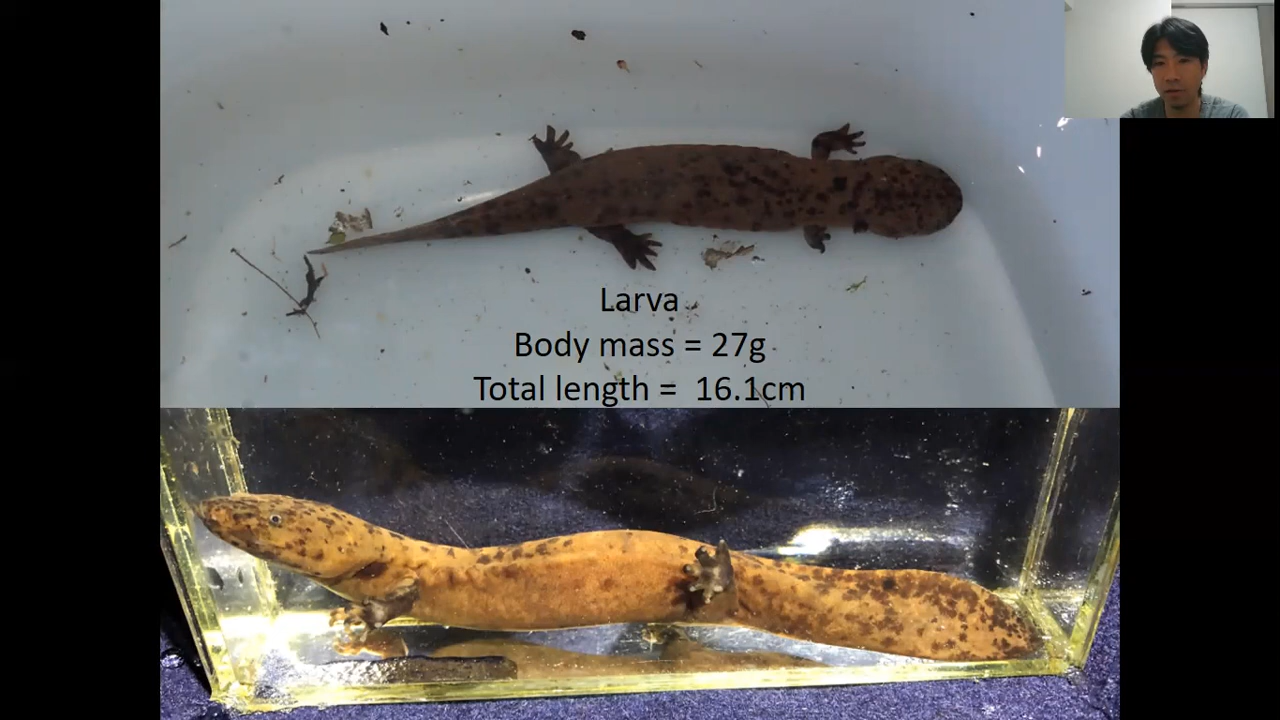 Larva
Body mass = 27g
Total length = 16.1cm